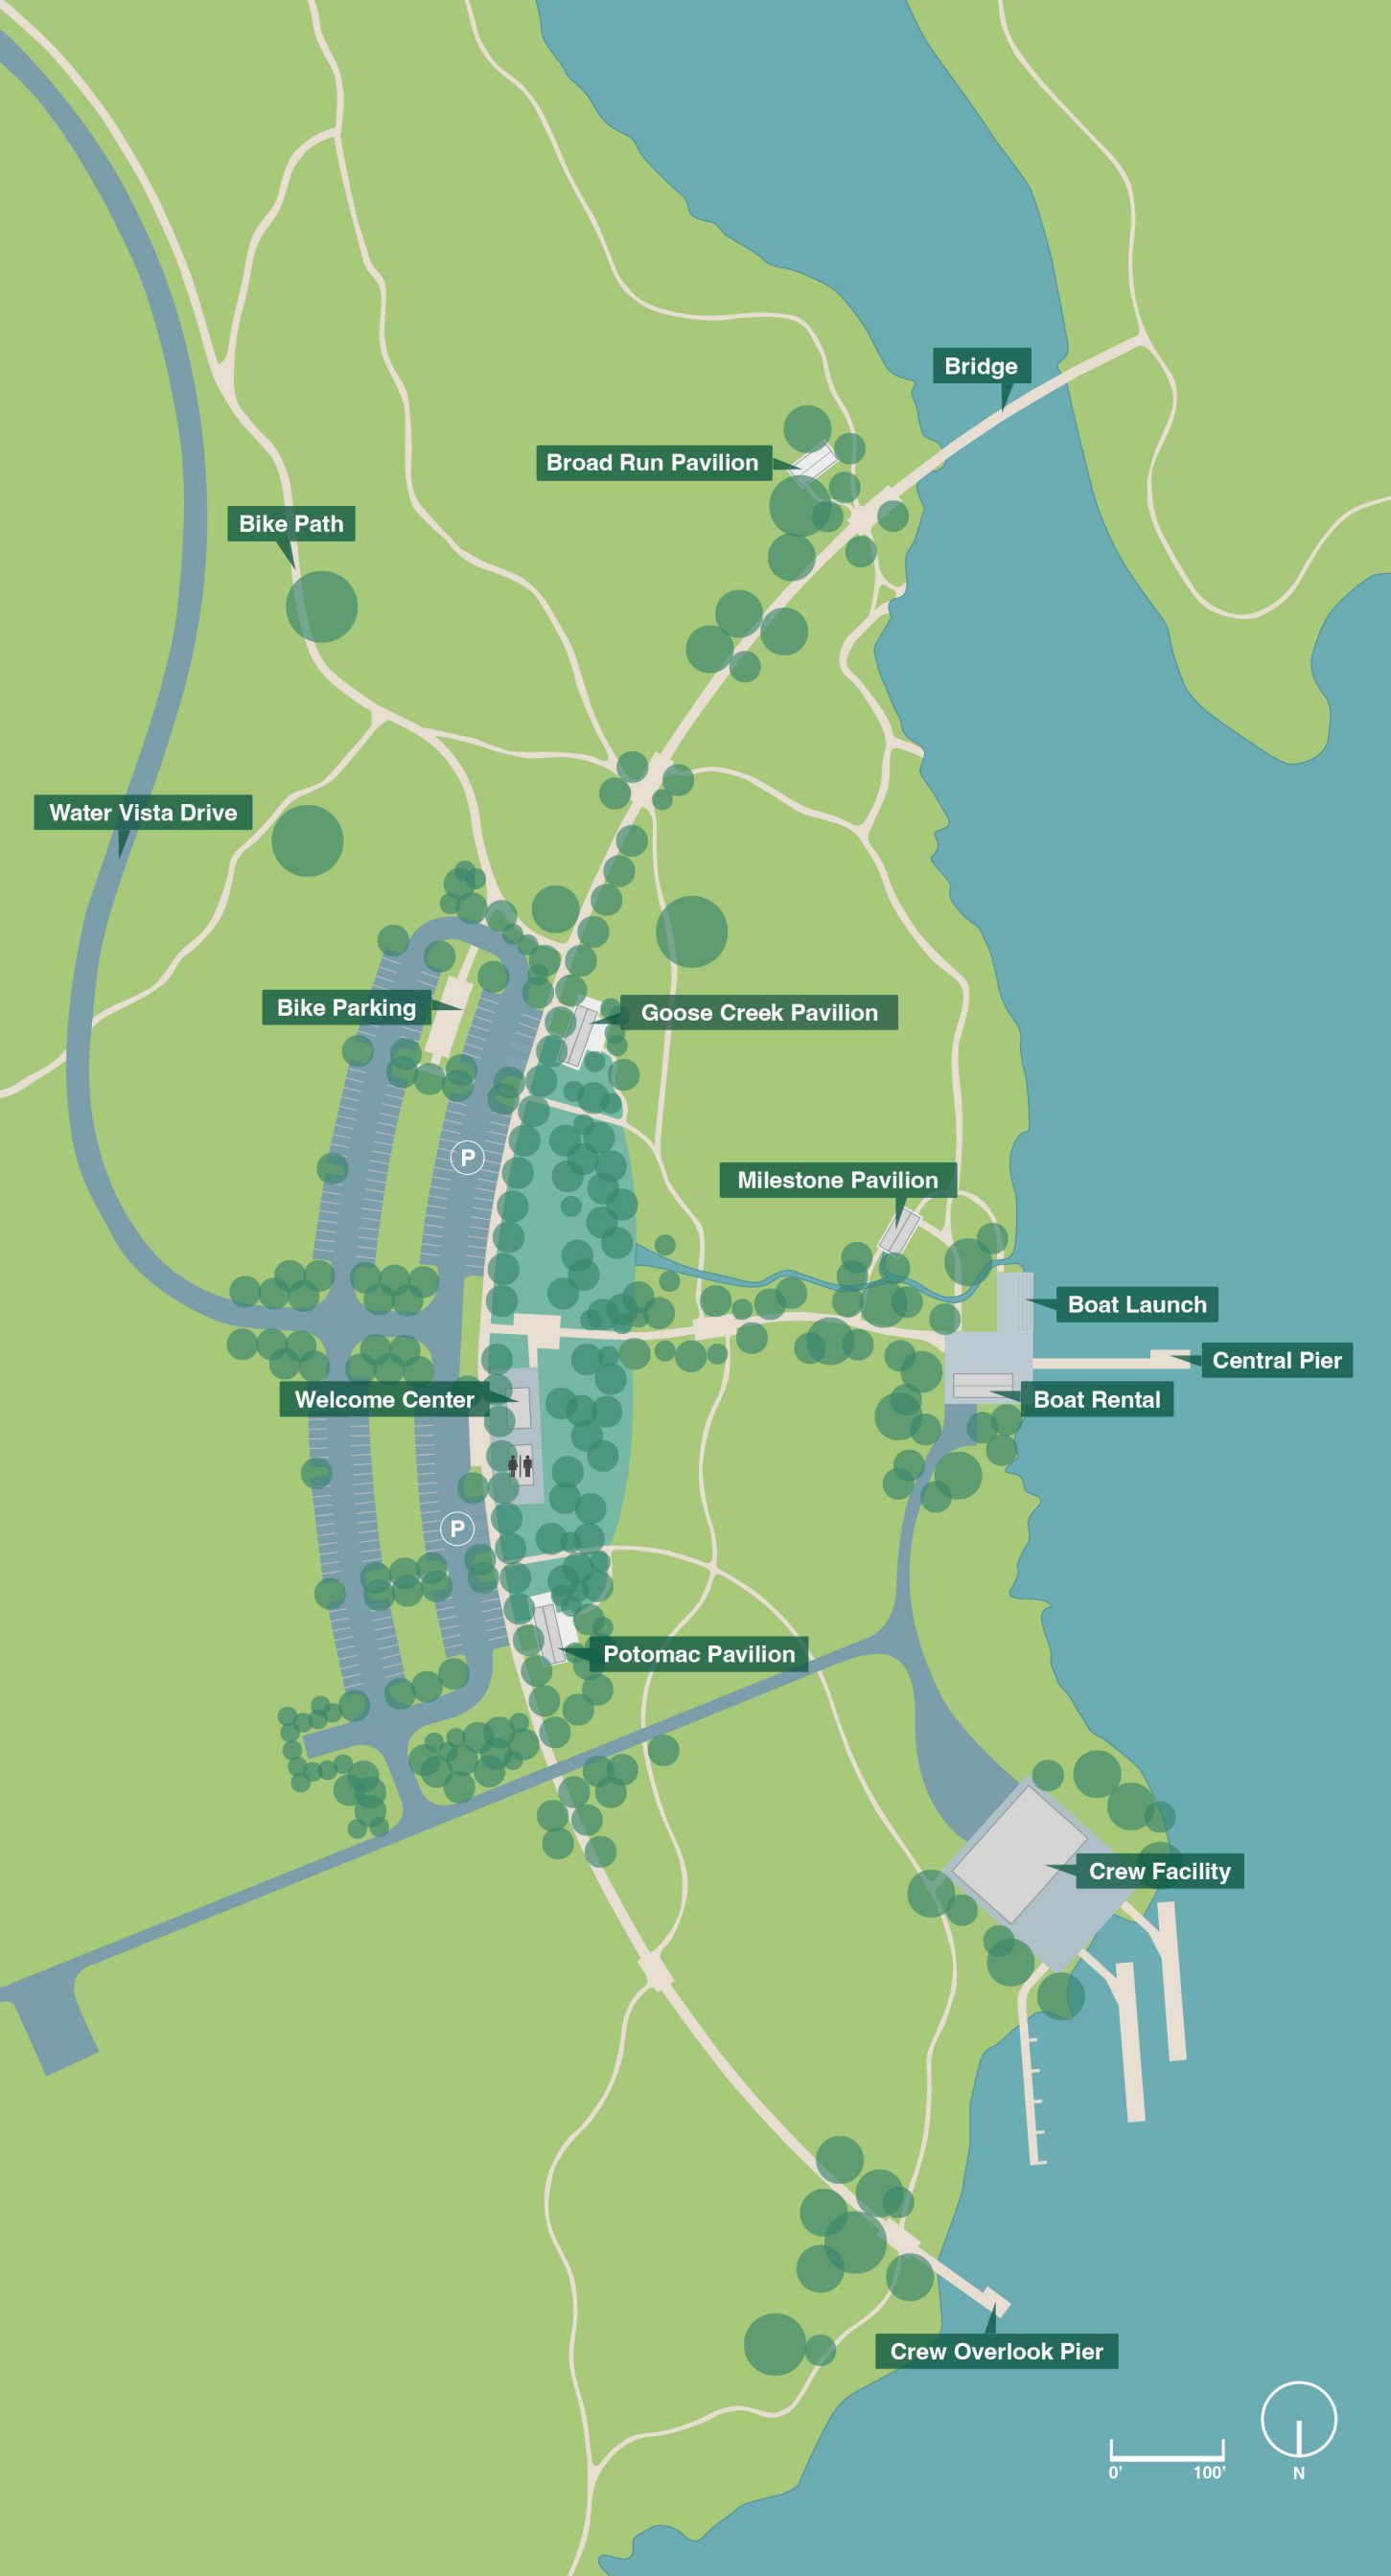 Bridge
Broad Run Pavilion
Bike Path
Water Vista Drive
Bike Parking
Goose Creek Pavilion
P
Milestone Pavilion
Boat Launch
Central Pier
Welcome Center
Boat Rental
P
Potomac Pavilion
Crew Facility
Crew Overlook Pier
0’ 100’
N